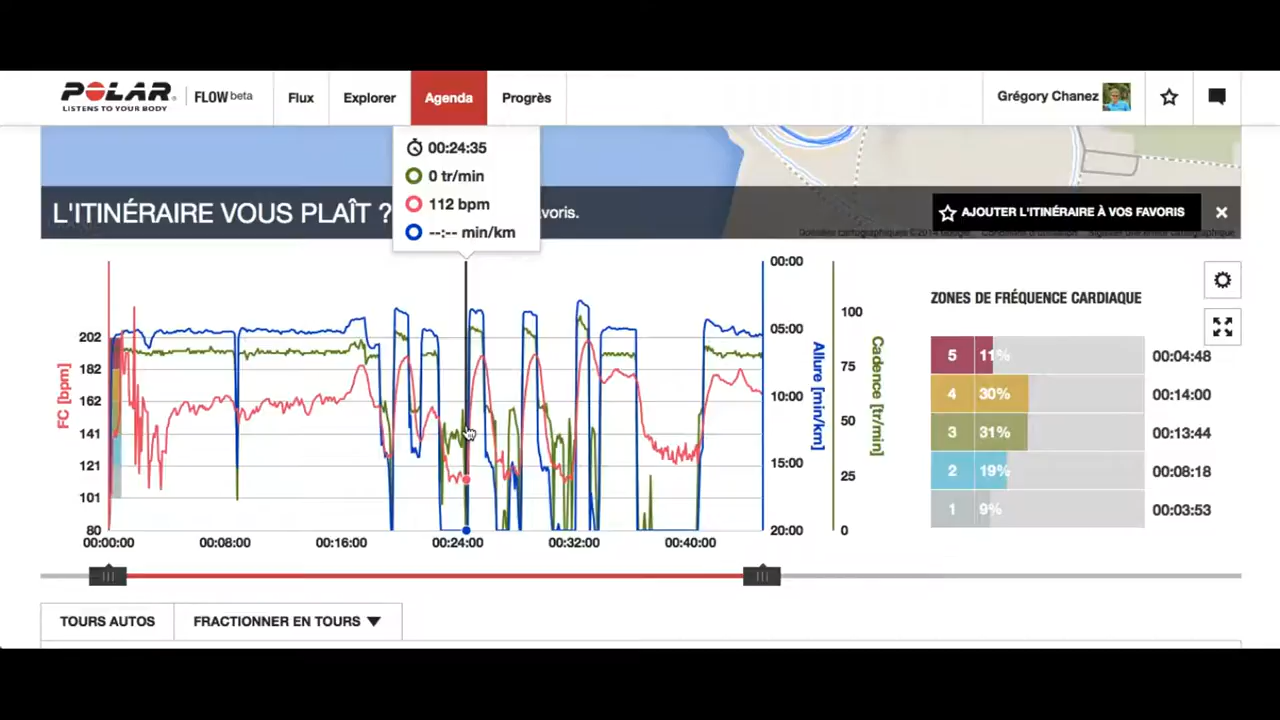 POLAR
LISTENS TO YOUR BODY
FLOW beta
Flux
Explorer
Agenda
Progrès
Grégory Chanez
00:24:35
0 tr/min
112 bpm
--:-- min/km
L'ITINÉRAIRE VOUS PLAÎT ?
avoris.
AJOUTER L'ITINÉRAIRE À VOS FAVORIS
Données cartographiques ©2014 Google
FC [bpm]
202
182
162
141
121
101
80
00:00:00
00:08:00
00:16:00
00:24:00
00:32:00
00:40:00
00:00
05:00
10:00
15:00
20:00
Allure [min/km]
100
75
50
25
0
Cadence [tr/min]
ZONES DE FRÉQUENCE CARDIAQUE
5 11% 00:04:48
4 30% 00:14:00
3 31% 00:13:44
2 19% 00:08:18
1 9% 00:03:53
TOURS AUTOS
FRACTIONNER EN TOURS